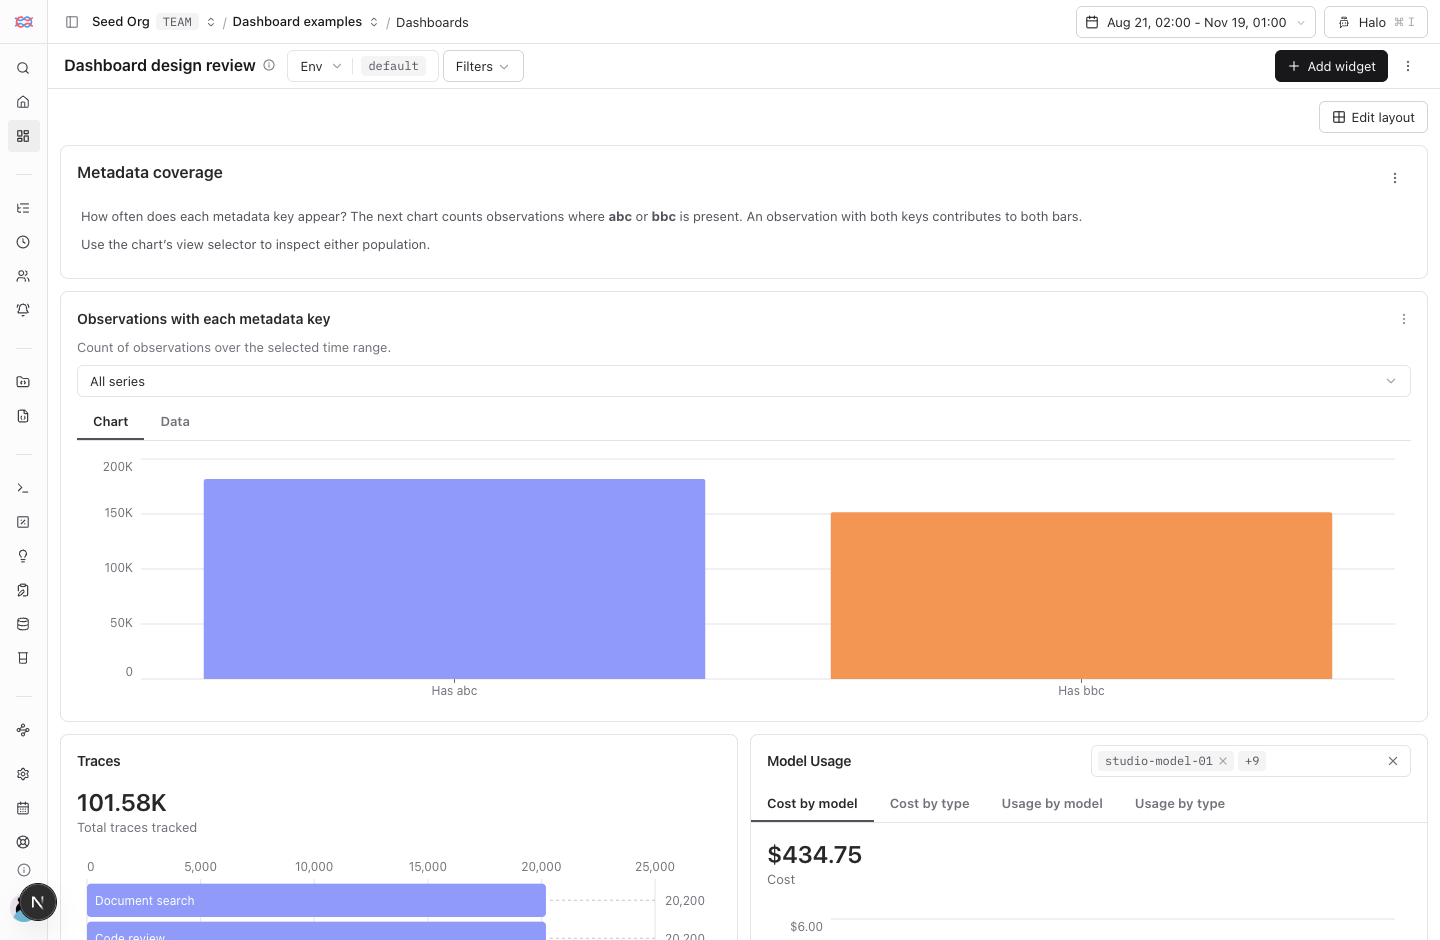 Seed Org TEAM / Dashboard examples / Dashboards
Aug 21, 02:00 - Nov 19, 01:00
Halo ⌘ I
Dashboard design review
Env default
Filters
+ Add widget
Edit layout
Metadata coverage
How often does each metadata key appear? The next chart counts observations where abc or bbc is present. An observation with both keys contributes to both bars.
Use the chart's view selector to inspect either population.
Observations with each metadata key
Count of observations over the selected time range.
All series
Chart Data
200K
150K
100K
50K
0
Has abc Has bbc
Traces
101.58K
Total traces tracked
0 5,000 10,000 15,000 20,000 25,000
Document search 20,200
Code review 20,200
Model Usage
studio-model-01 +9
Cost by model Cost by type Usage by model Usage by type
$434.75
Cost
$6.00
N